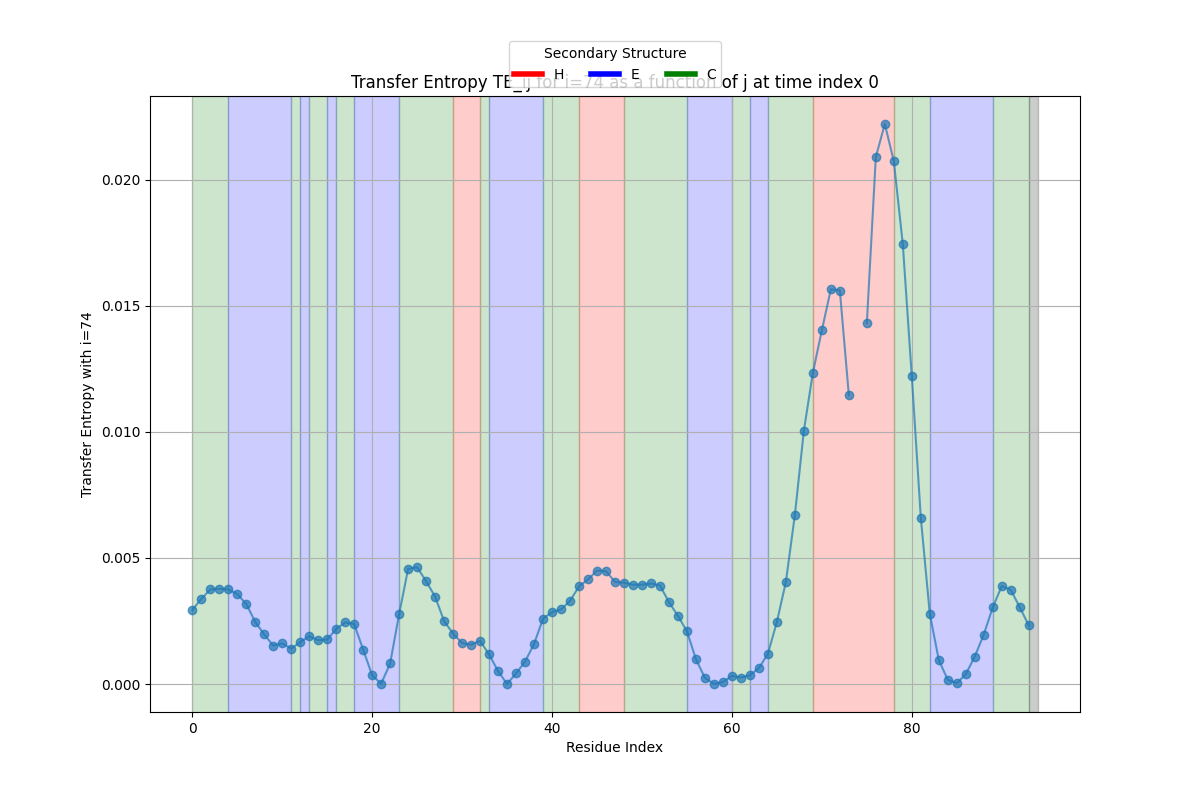 Secondary Structure
H E C
Transfer Entropy TE_ij for i=74 as a function of j at time index 0
Transfer Entropy with i=74
0.020
0.015
0.010
0.005
0.000
0 20 40 60 80
Residue Index